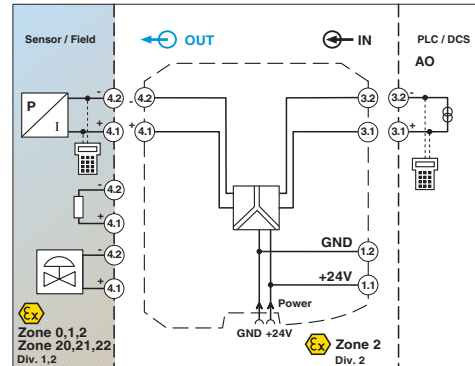 Sensor / Field
OUT
IN
PLC / DCS
AO
P
I
-
4.2
-
4.2
3.2
-
3.2
+
4.1
+
4.1
3.1
3.1
+
-
4.2
+
4.1
-
4.2
+
4.1
GND
1.2
+24V
1.1
Power
GND +24V
Ex
Zone 0,1,2
Zone 20,21,22
Div. 1,2
Ex
Zone 2
Div. 2